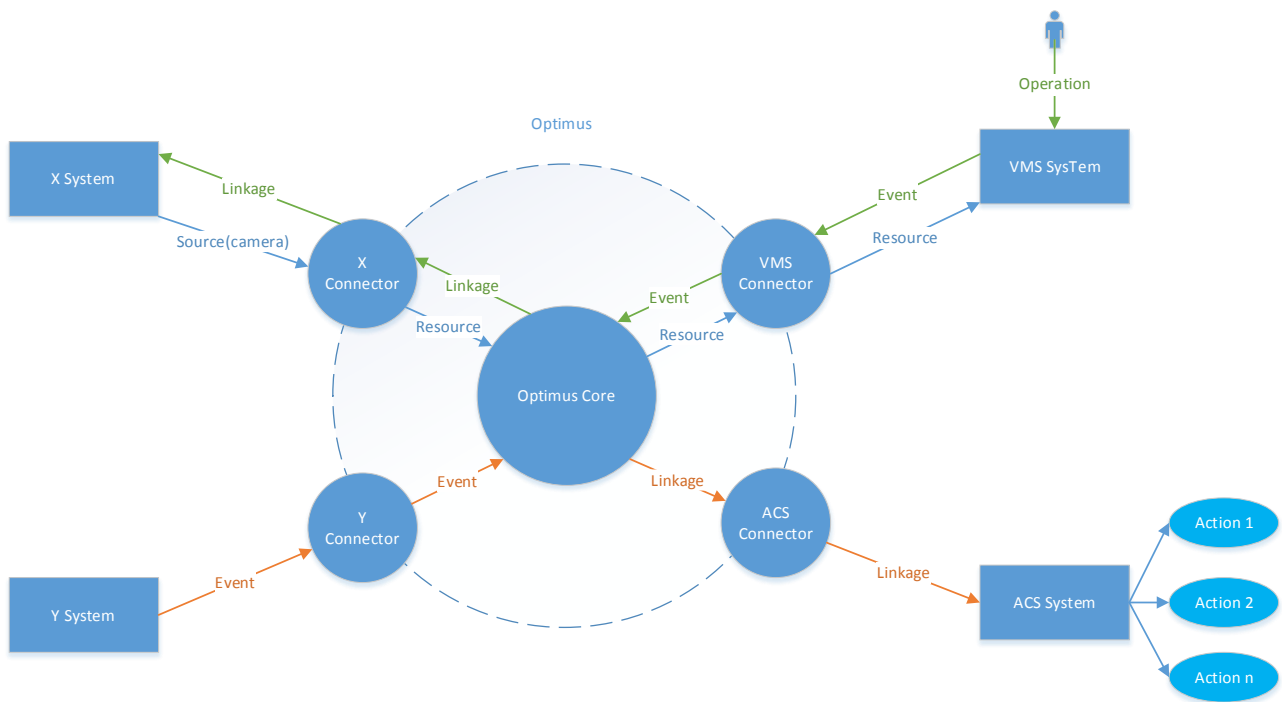 Operation
Optimus
X System
VMS SysTem
Linkage
Event
Source(camera)
Resource
X
Connector
VMS
Connector
Linkage
Event
Resource
Resource
Optimus Core
Event
Linkage
Y
Connector
ACS
Connector
Action 1
Event
Linkage
Y System
ACS System
Action 2
Action n